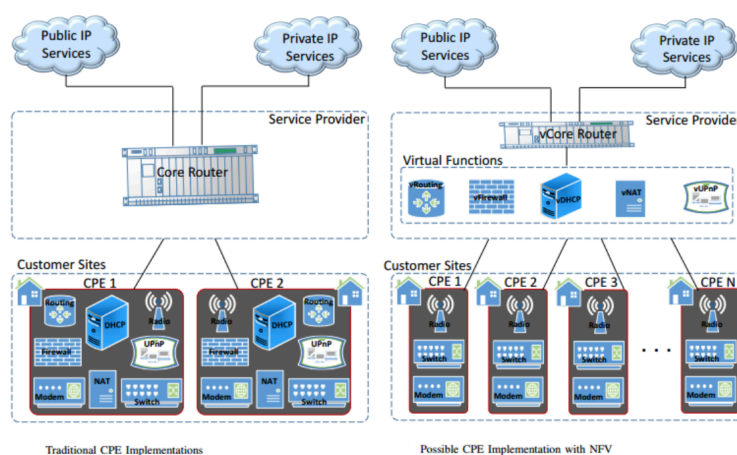 Public IP
Services
Private IP
Services
Service Provider
Core Router
Customer Sites
CPE 1
CPE 2
Routing
DHCP
Radio
Firewall
UPnP
Modem
NAT
Switch
Radio
DHCP
Routing
Firewall
UPnP
Modem
NAT
Switch
Traditional CPE Implementations
Public IP
Services
Private IP
Services
Service Provide
vCore Router
Virtual Functions
vRouting
vFirewall
vDHCP
vNAT
vUPnP
Customer Sites
CPE 1
CPE 2
CPE 3
CPE N
Radio
Radio
Radio
Radio
Switch
Switch
Switch
. . .
Switch
Modem
Modem
Modem
Modem
Possible CPE Implementation with NFV